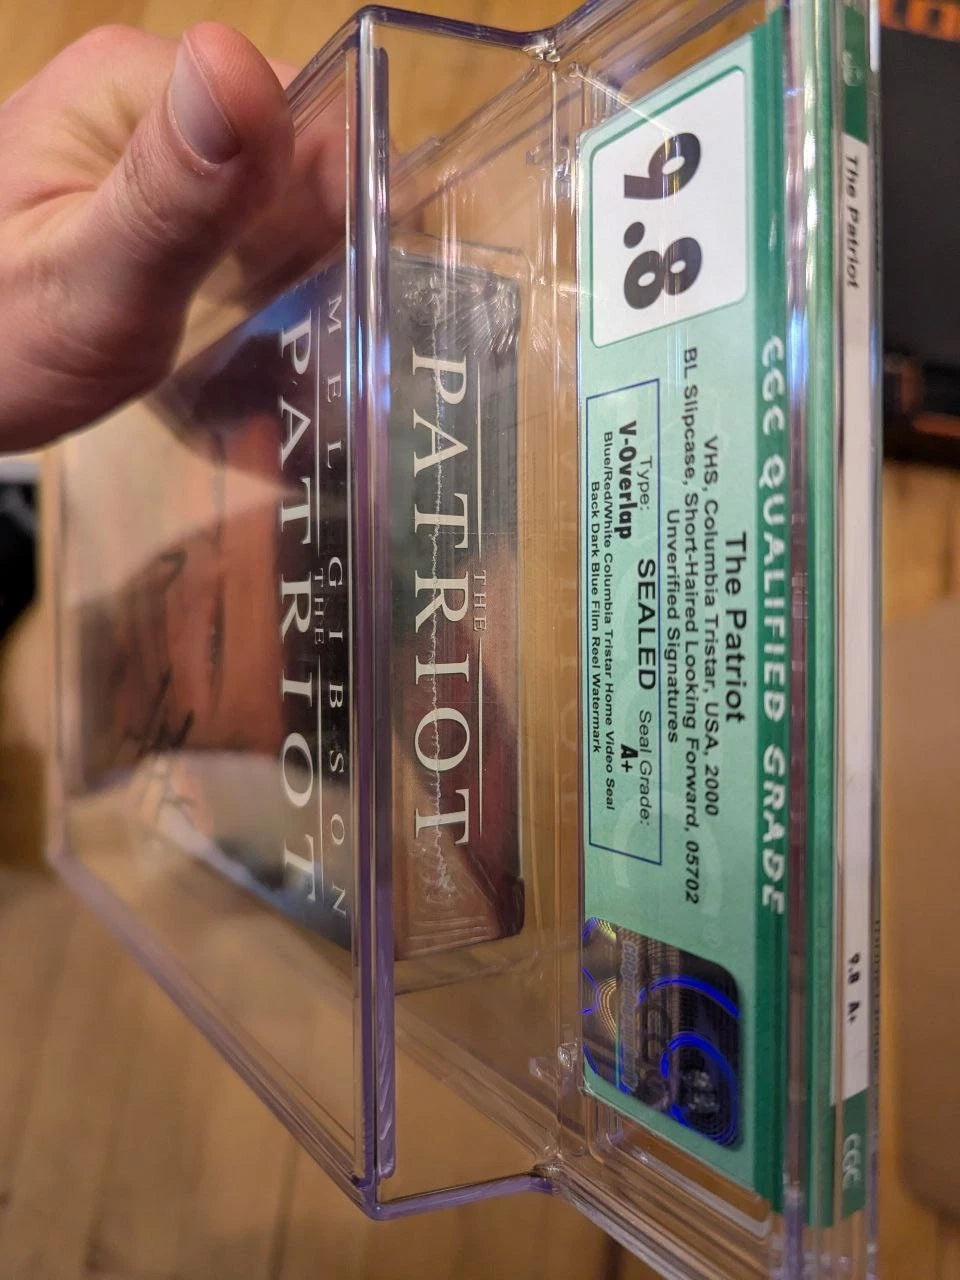 CGC QUALIFIED GRADE
9.8
The Patriot
VHS, Columbia Tristar, USA, 2000
BL Slipcase, Short-Haired Looking Forward, 05702
Unverified Signatures
Type: SEALED Seal Grade:
V-Overlap A+
Blue/Red/White Columbia Tristar Home Video Seal
Back Dark Blue Film Reel Watermark
CGC
The Patriot
9.8 A+
CGC
THE
PATRIOT
MEL GIBSON
THE
PATRIOT